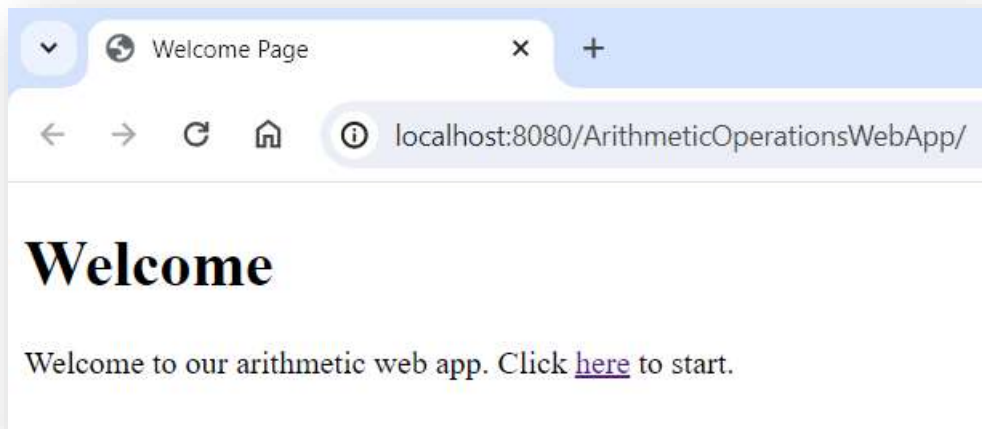 Welcome Page
localhost:8080/ArithmeticOperationsWebApp/
Welcome
Welcome to our arithmetic web app. Click here to start.